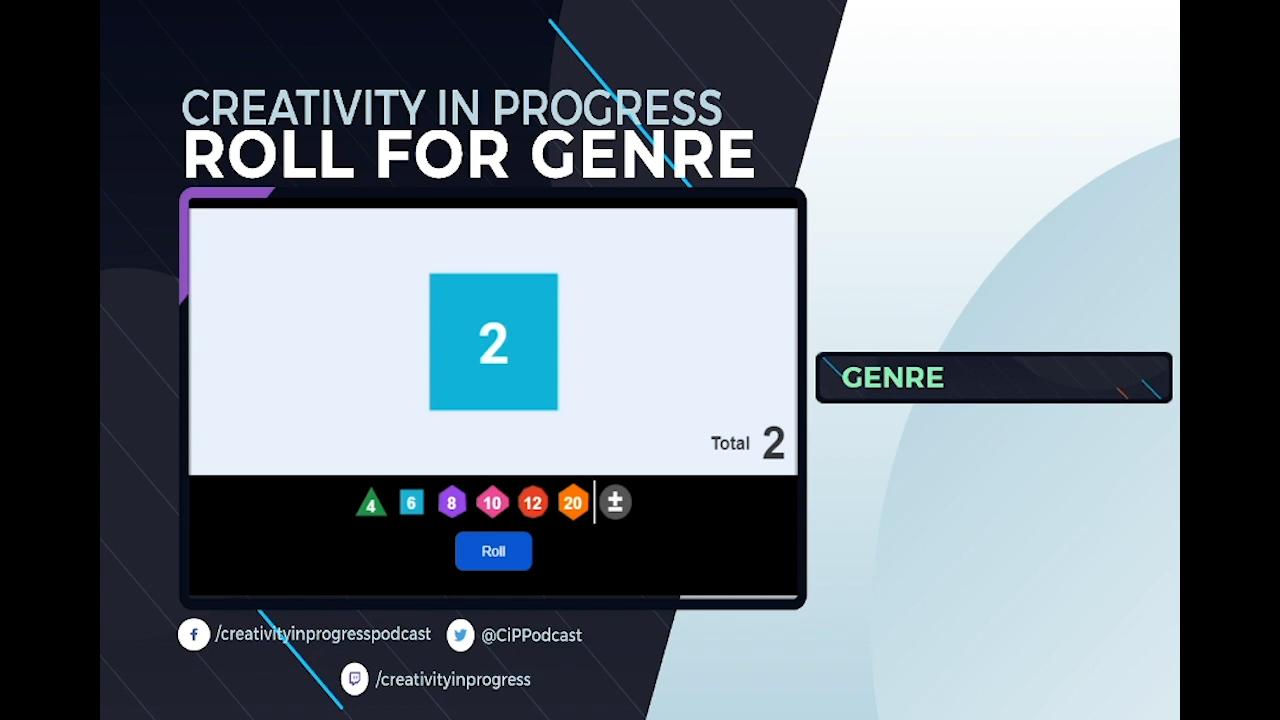 CREATIVITY IN PROGRESS
ROLL FOR GENRE
2
Total 2
GENRE
4 6 8 10 12 20 ±
Roll
/creativityinprogresspodcast @CiPPodcast
/creativityinprogress